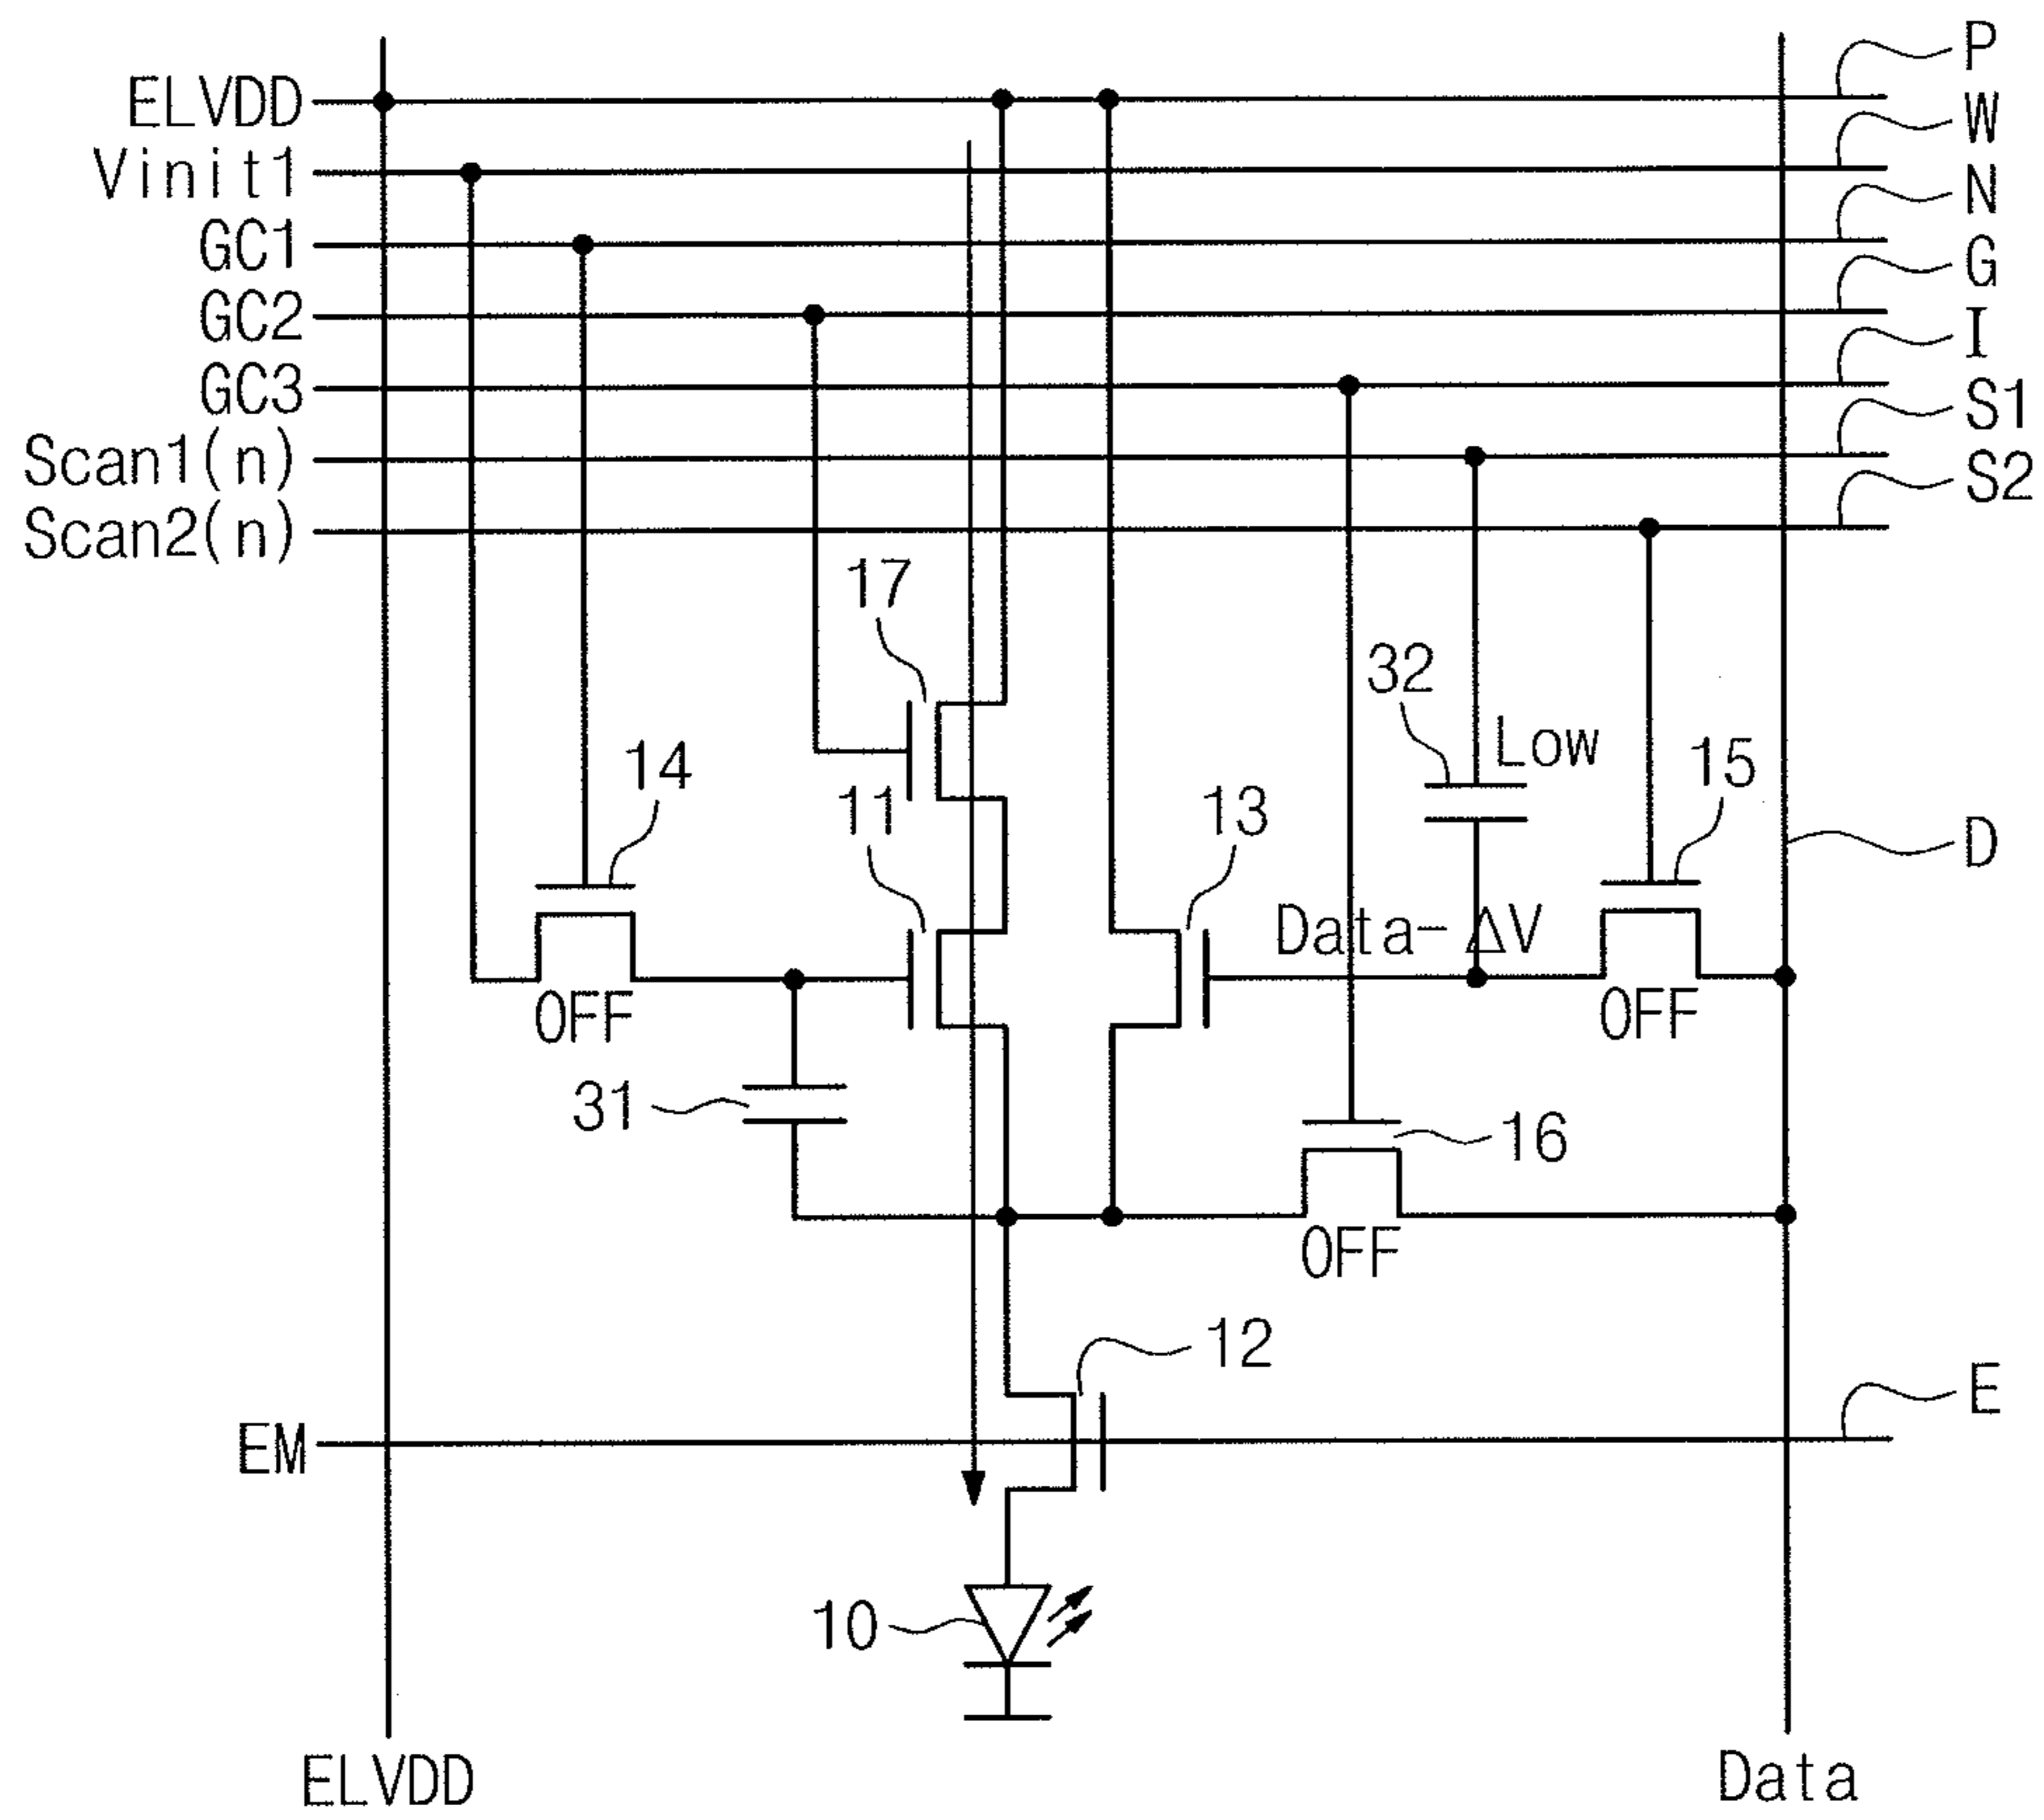 P
ELVDD
W
Vinit1
N
GC1
G
GC2
I
GC3
S1
Scan1(n)
S2
Scan2(n)
17
32
Low
14
15
11
13
D
Data-ΔV
OFF
OFF
31
16
OFF
12
E
EM
10
ELVDD
Data